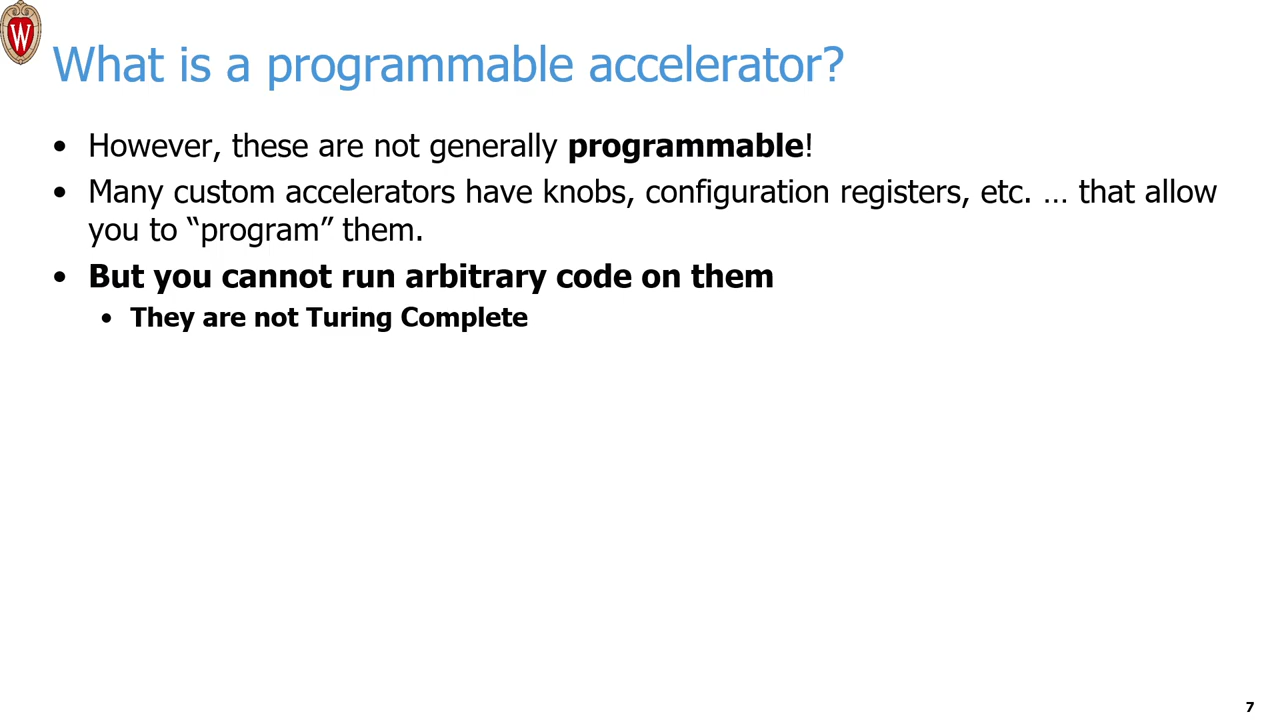 W
What is a programmable accelerator?
• However, these are not generally programmable!
• Many custom accelerators have knobs, configuration registers, etc. … that allow
you to “program” them.
• But you cannot run arbitrary code on them
• They are not Turing Complete
7